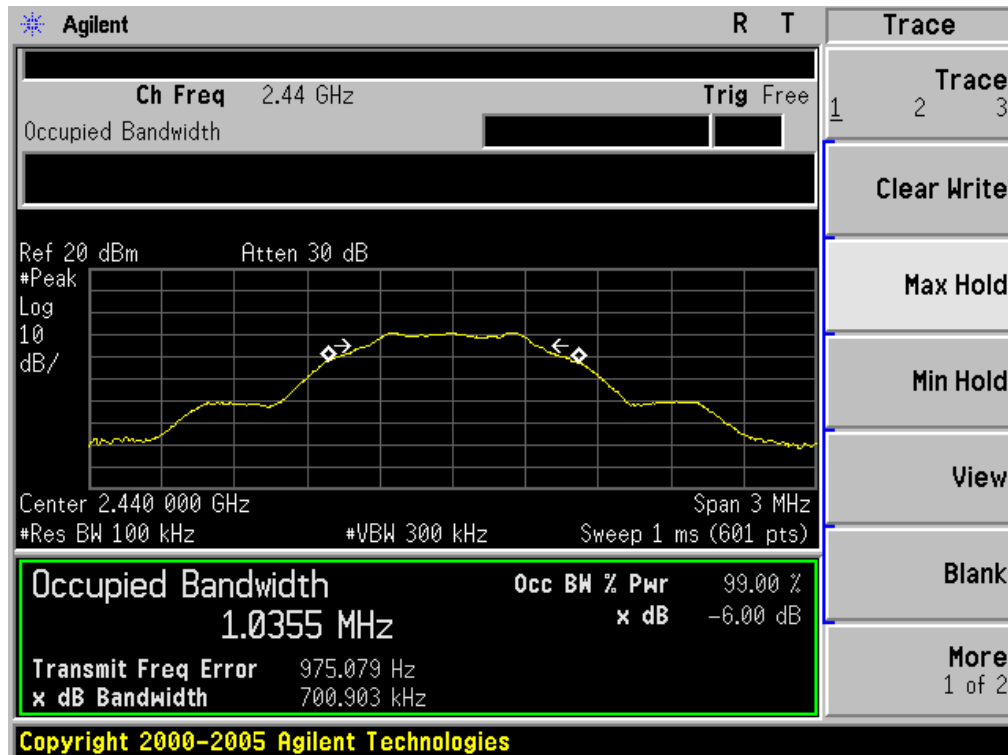 Agilent R T
Trace
Ch Freq 2.44 GHz Trig Free
Occupied Bandwidth
Trace
1 2 3
Clear Write
Max Hold
Min Hold
View
Blank
More
1 of 2
Ref 20 dBm Atten 30 dB
#Peak
Log
10
dB/
Center 2.440 000 GHz Span 3 MHz
#Res BW 100 kHz #VBW 300 kHz Sweep 1 ms (601 pts)
Occupied Bandwidth Occ BW % Pwr 99.00 %
1.0355 MHz x dB -6.00 dB
Transmit Freq Error 975.079 Hz
x dB Bandwidth 700.903 kHz
Copyright 2000-2005 Agilent Technologies